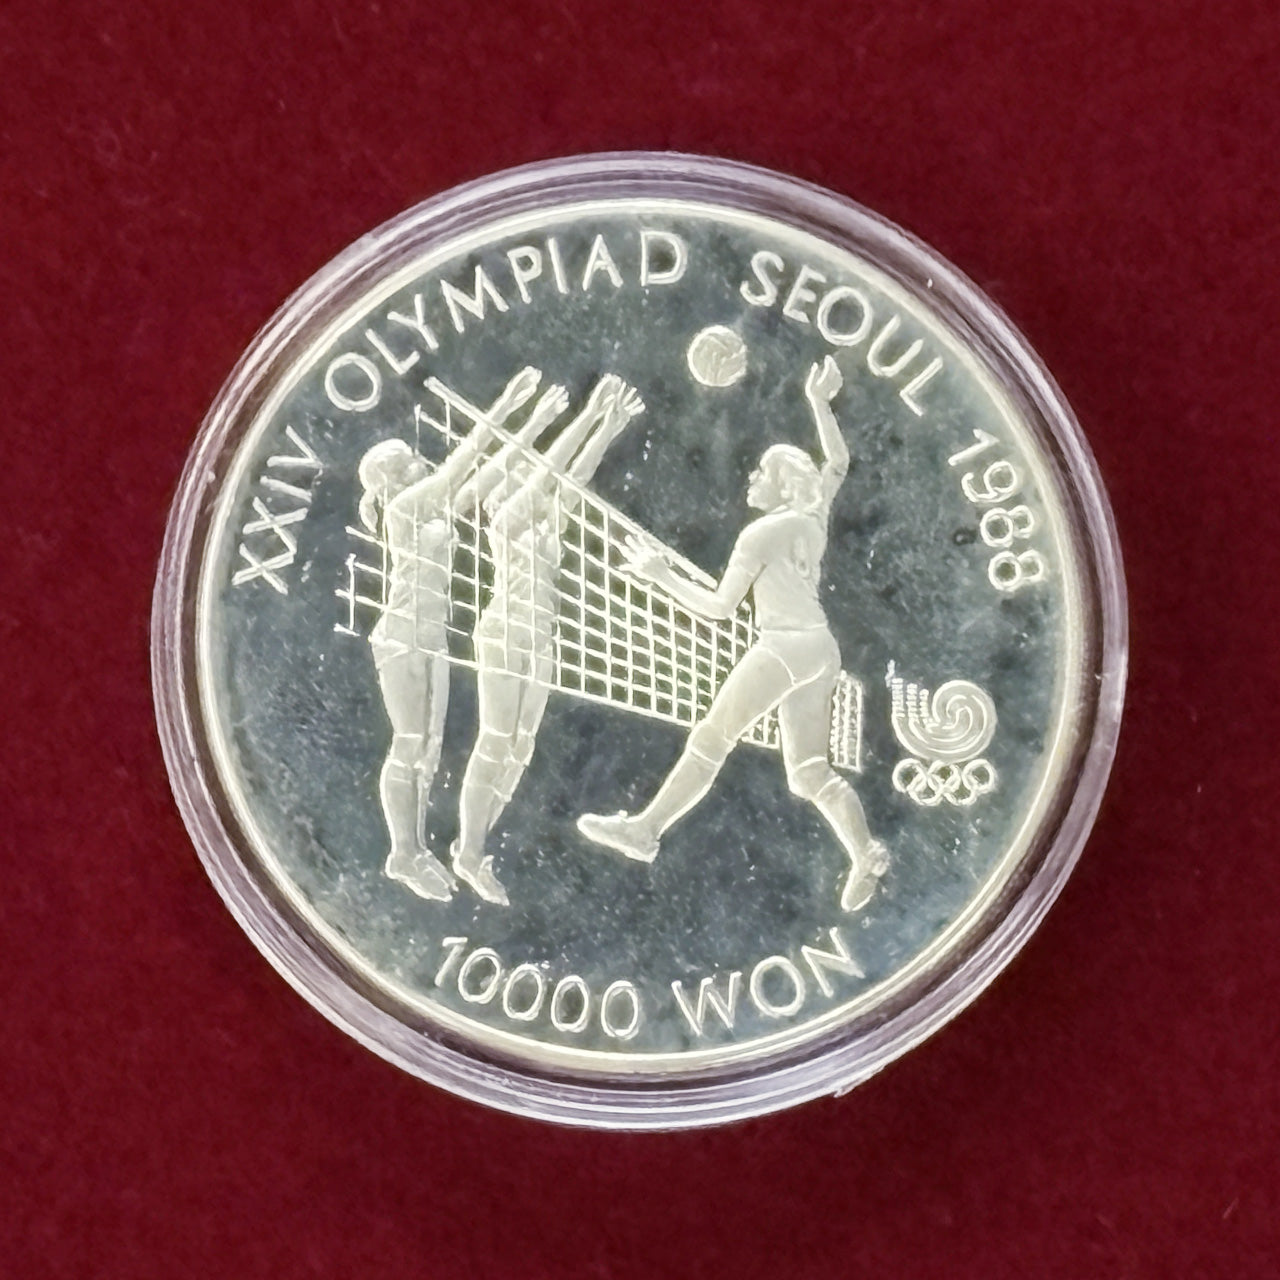 XXIV OLYMPIAD SEOUL 1988
10000 WON